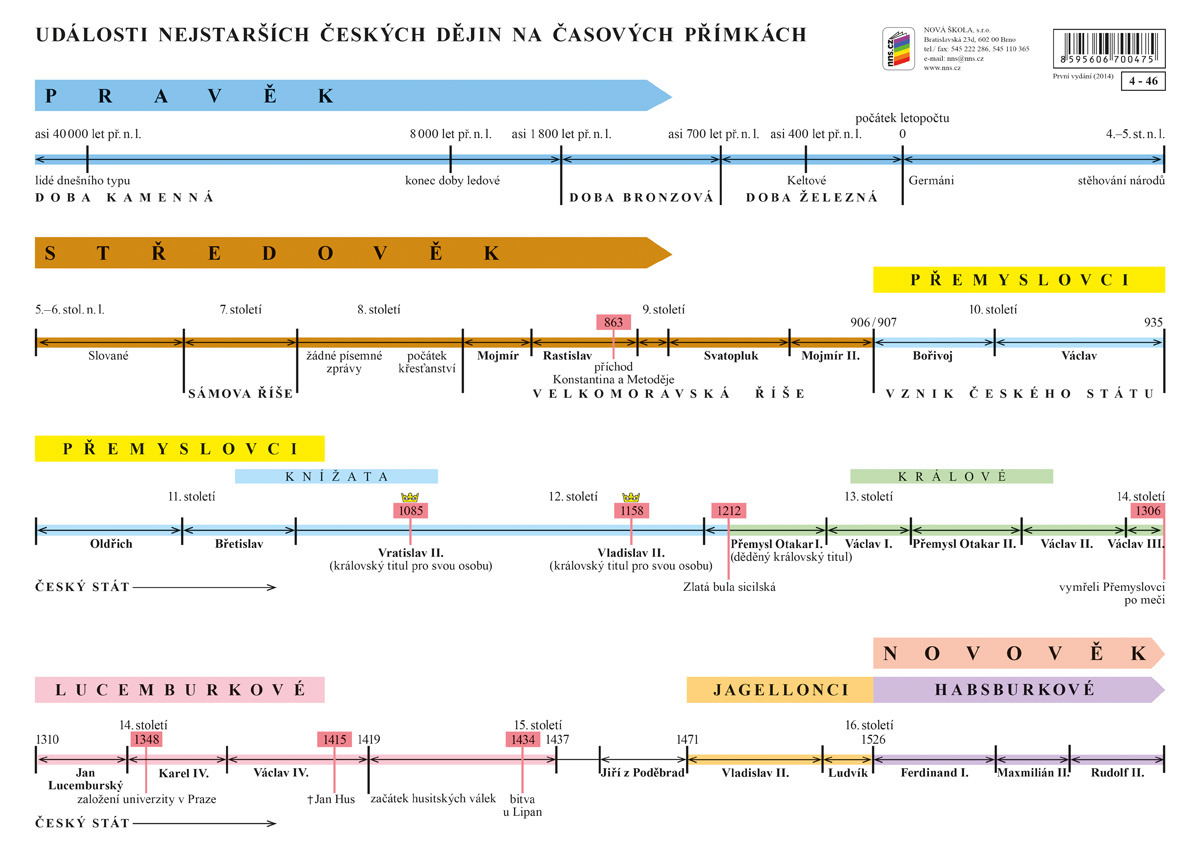 UDÁLOSTI NEJSTARŠÍCH ČESKÝCH DĚJIN NA ČASOVÝCH PŘÍMKÁCH
nns.cz
NOVÁ ŠKOLA, s.r.o.
Bratislavská 23d, 602 00 Brno
tel./ fax: 545 222 286, 545 110 365
e-mail: nns@nns.cz
www.nns.cz
8 595606 700475
První vydání (2014)
4 - 46
PRAVĚK
počátek letopočtu
asi 40 000 let př. n. l. 8 000 let př. n. l. asi 1 800 let př. n. l. asi 700 let př. n. l. asi 400 let př. n. l. 0 4.–5. st. n. l.
lidé dnešního typu konec doby ledové Keltové Germáni stěhování národů
DOBA KAMENNÁ DOBA BRONZOVÁ DOBA ŽELEZNÁ
STŘEDOVĚK
PŘEMYSLOVCI
5.–6. stol. n. l. 7. století 8. století 9. století 10. století
863 906 / 907 935
Slované žádné písemné počátek Mojmír Rastislav Svatopluk Mojmír II. Bořivoj Václav
zprávy křesťanství příchod
Konstantina a Metoděje
SÁMOVA ŘÍŠE VELKOMORAVSKÁ ŘÍŠE VZNIK ČESKÉHO STÁTU
PŘEMYSLOVCI
KNÍŽATA KRÁLOVÉ
11. století 12. století 13. století 14. století
1085 1158 1212 1306
Oldřich Břetislav Přemysl Otakar I. Václav I. Přemysl Otakar II. Václav II. Václav III.
Vratislav II. Vladislav II. (děděný královský titul)
(královský titul pro svou osobu) (královský titul pro svou osobu)
ČESKÝ STÁT Zlatá bula sicilská vymřeli Přemyslovci
po meči
NOVOVĚK
LUCEMBURKOVÉ JAGELLONCI HABSBURKOVÉ
14. století 15. století 16. století
1310 1348 1415 1419 1434 1437 1471 1526
Jan Karel IV. Václav IV. Jiří z Poděbrad Vladislav II. Ludvík Ferdinand I. Maxmilián II. Rudolf II.
Lucemburský
založení univerzity v Praze †Jan Hus začátek husitských válek bitva
u Lipan
ČESKÝ STÁT